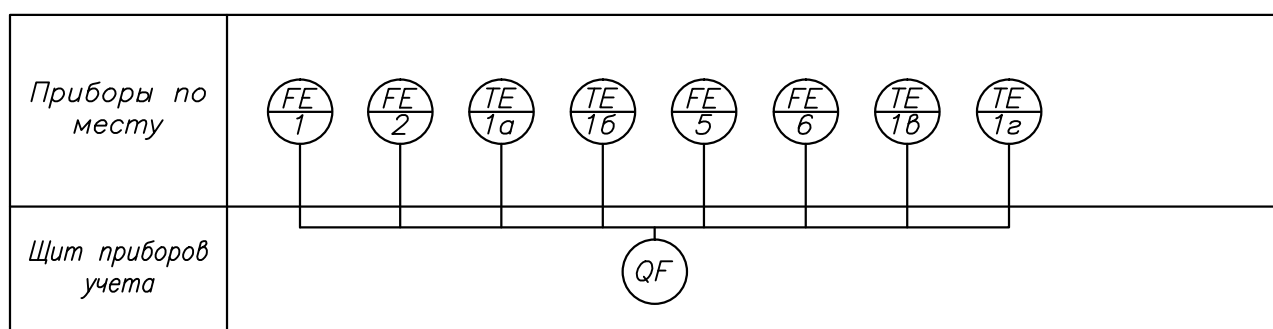 Приборы по
месту
FE
1
FE
2
TE
1а
TE
1б
FE
5
FE
6
TE
1в
TE
1г
Щит приборов
учета
QF